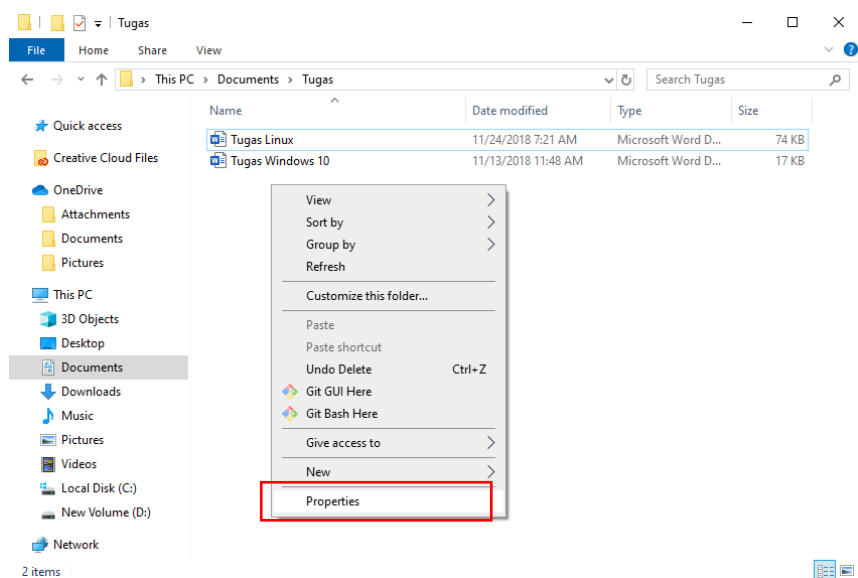 Tugas
File Home Share View
This PC > Documents > Tugas Search Tugas
Name Date modified Type Size
Tugas Linux 11/24/2018 7:21 AM Microsoft Word D... 74 KB
Tugas Windows 10 11/13/2018 11:48 AM Microsoft Word D... 17 KB
Quick access
Creative Cloud Files
OneDrive
Attachments
Documents
Pictures
This PC
3D Objects
Desktop
Documents
Downloads
Music
Pictures
Videos
Local Disk (C:)
New Volume (D:)
Network
View
Sort by
Group by
Refresh
Customize this folder...
Paste
Paste shortcut
Undo Delete Ctrl+Z
Git GUI Here
Git Bash Here
Give access to
New
Properties
2 items